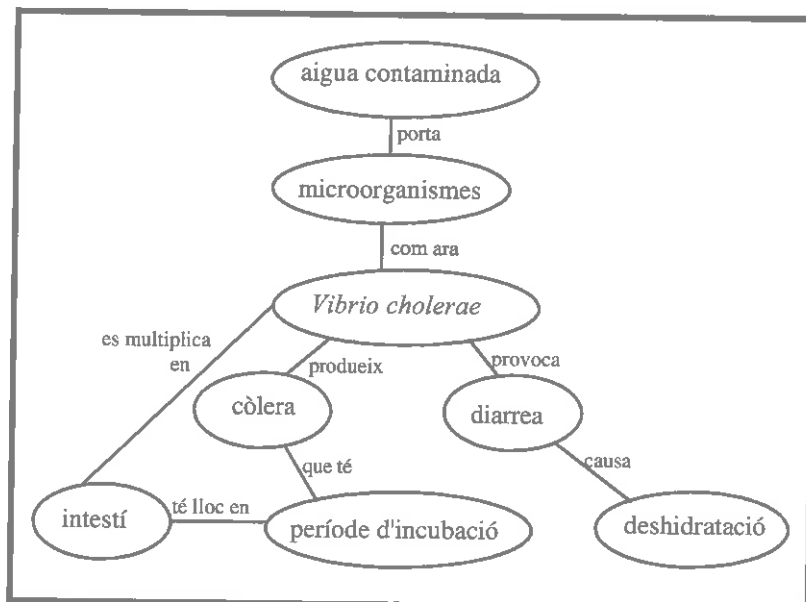 aigua contaminada
porta
microorganismes
com ara
Vibrio cholerae
es multiplica
en
produeix
provoca
còlera
diarrea
que té
causa
intestí
té lloc en
període d'incubació
deshidratació